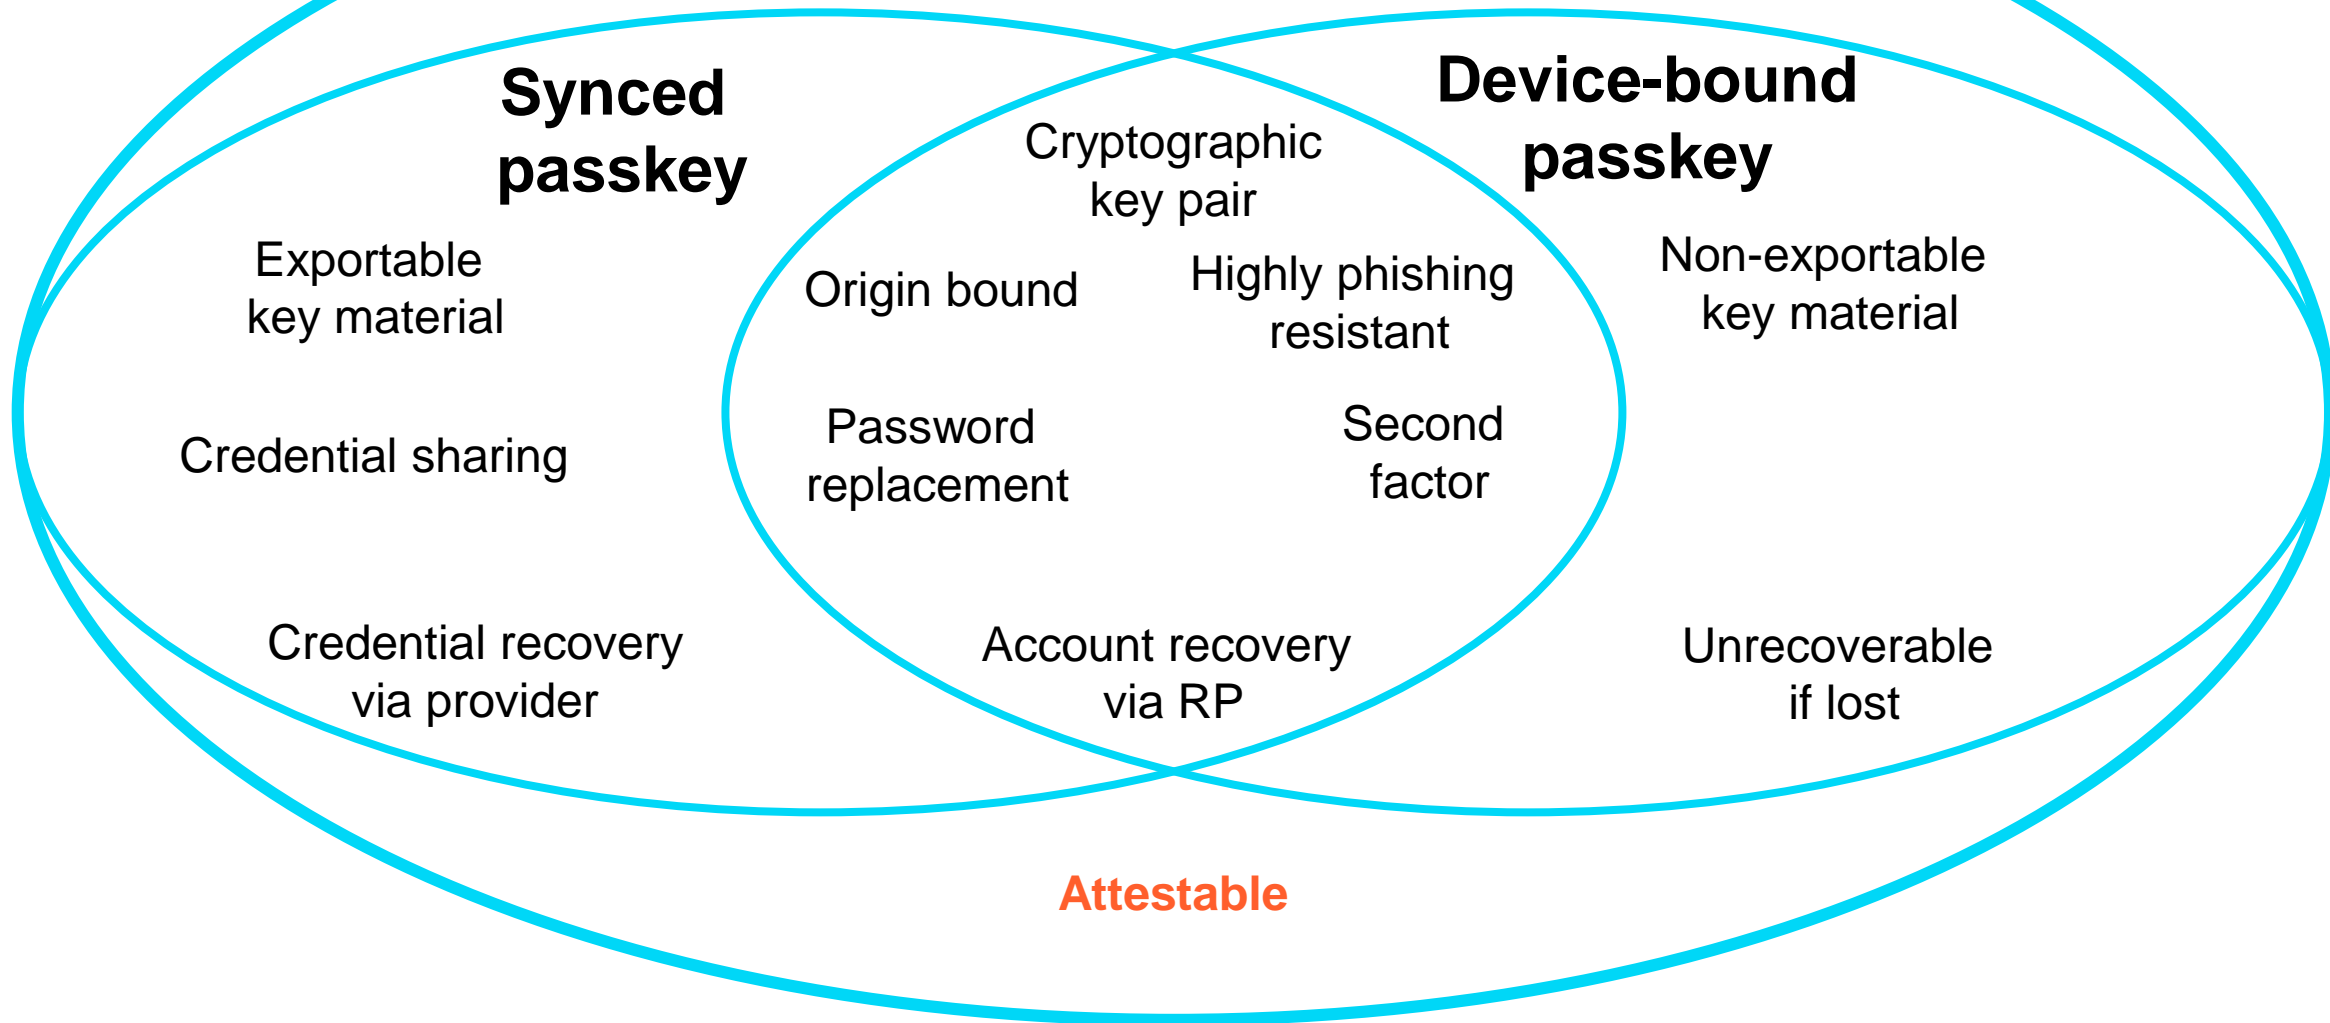 Synced
passkey
Exportable
key material
Credential sharing
Credential recovery
via provider
Cryptographic
key pair
Origin bound
Highly phishing
resistant
Password
replacement
Second
factor
Account recovery
via RP
Device-bound
passkey
Non-exportable
key material
Unrecoverable
if lost
Attestable